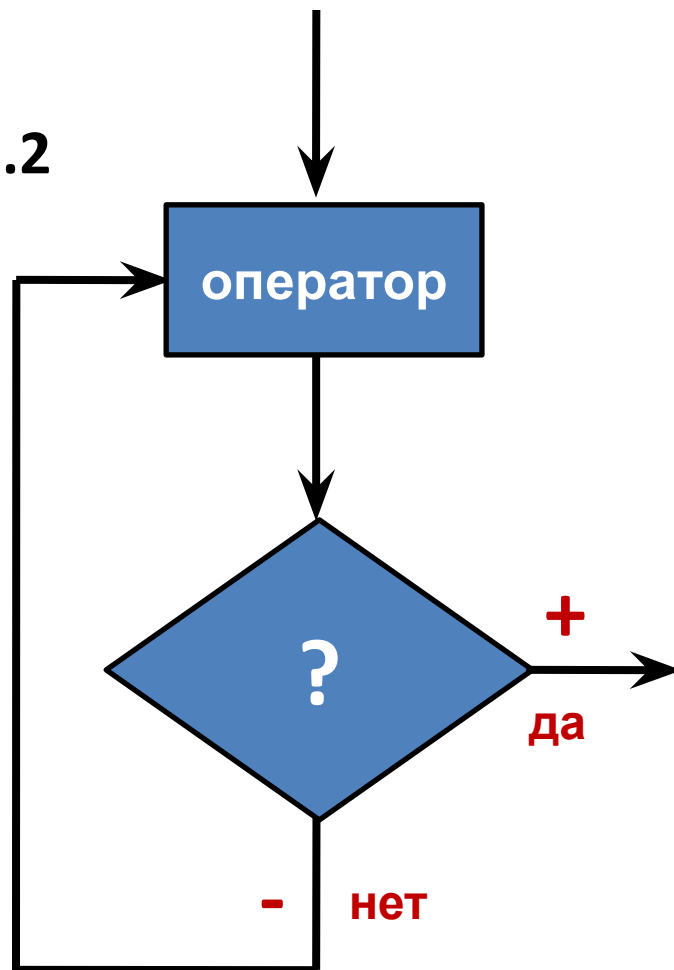 .2
оператор
?
+
да
- нет